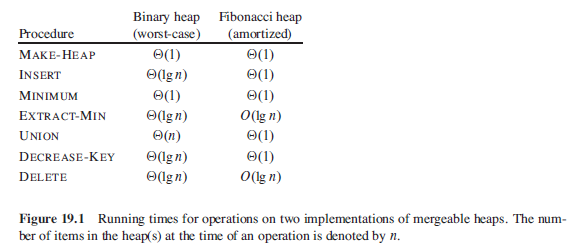 Binary heap Fibonacci heap
Procedure (worst-case) (amortized)
MAKE-HEAP Θ(1) Θ(1)
INSERT Θ(lg n) Θ(1)
MINIMUM Θ(1) Θ(1)
EXTRACT-MIN Θ(lg n) O(lg n)
UNION Θ(n) Θ(1)
DECREASE-KEY Θ(lg n) Θ(1)
DELETE Θ(lg n) O(lg n)
Figure 19.1 Running times for operations on two implementations of mergeable heaps. The num-
ber of items in the heap(s) at the time of an operation is denoted by n.